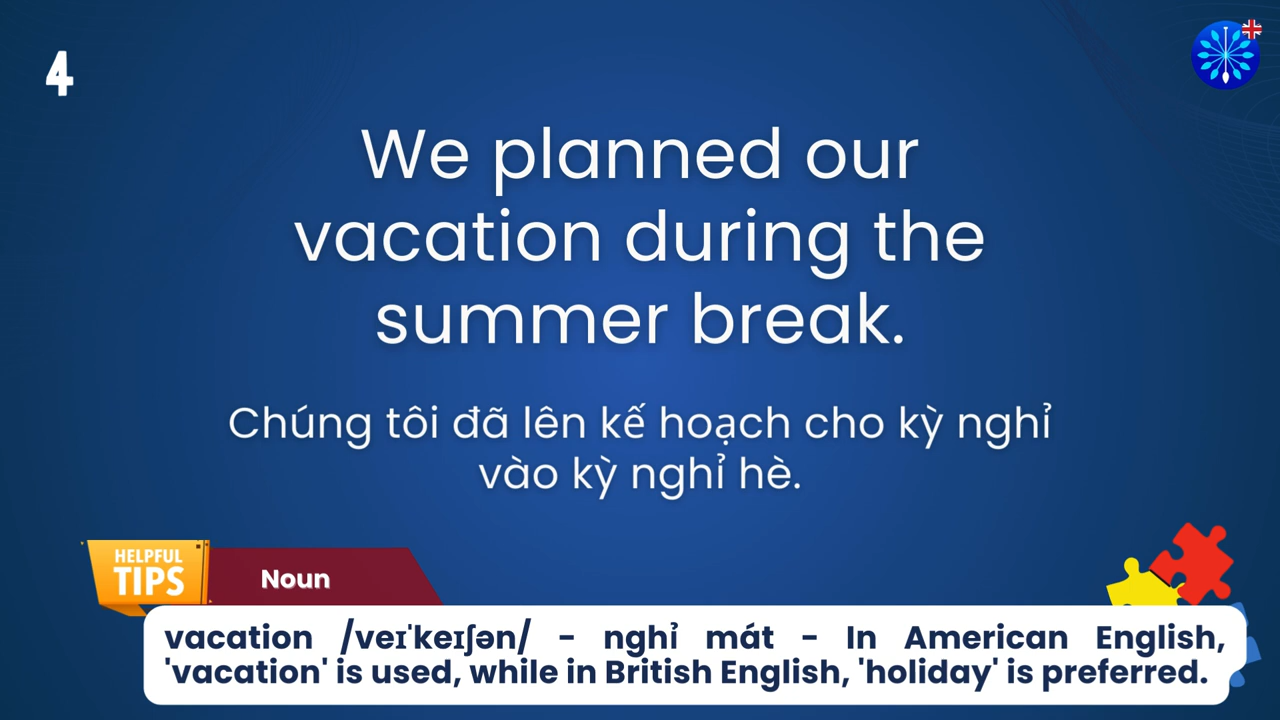 4
We planned our
vacation during the
summer break.
Chúng tôi đã lên kế hoạch cho kỳ nghỉ
vào kỳ nghỉ hè.
HELPFUL
TIPS
Noun
vacation /veɪˈkeɪʃən/ - nghỉ mát - In American English,
'vacation' is used, while in British English, 'holiday' is preferred.